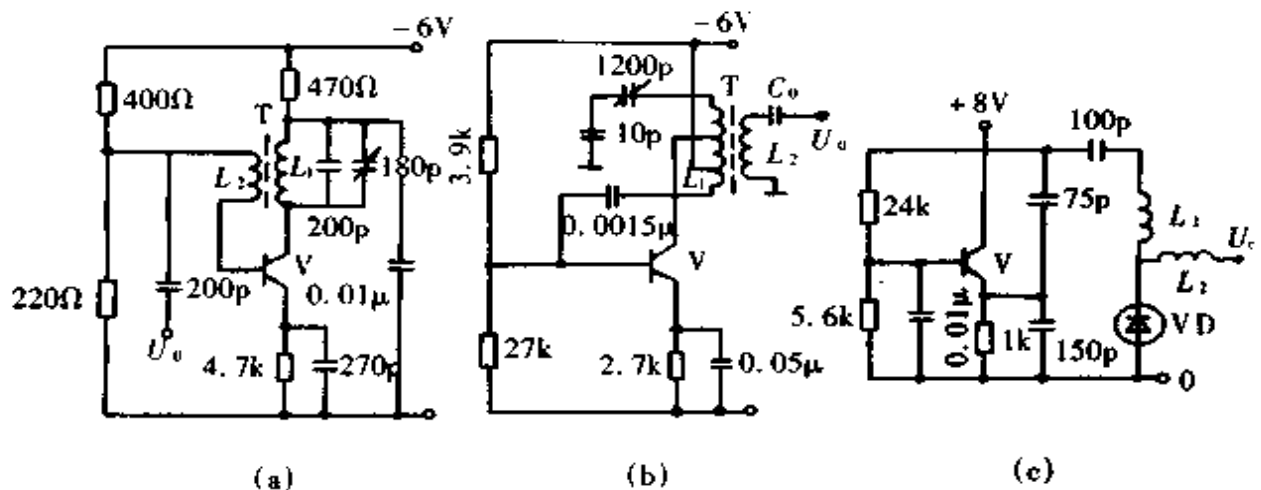 − 6V
470Ω
400Ω
T
L₂
L₁
180p
200p
V
220Ω
200p
0.01μ
U₀
4.7k
270p
(a)
− 6V
1200p
T
C₀
10p
U₀
3.9k
L₁
L₂
0.0015μ
V
27k
2.7k
0.05μ
(b)
+ 8V
100p
24k
75p
L₁
V
L₂
5.6k
0.01μ
1k
150p
VD
0
(c)